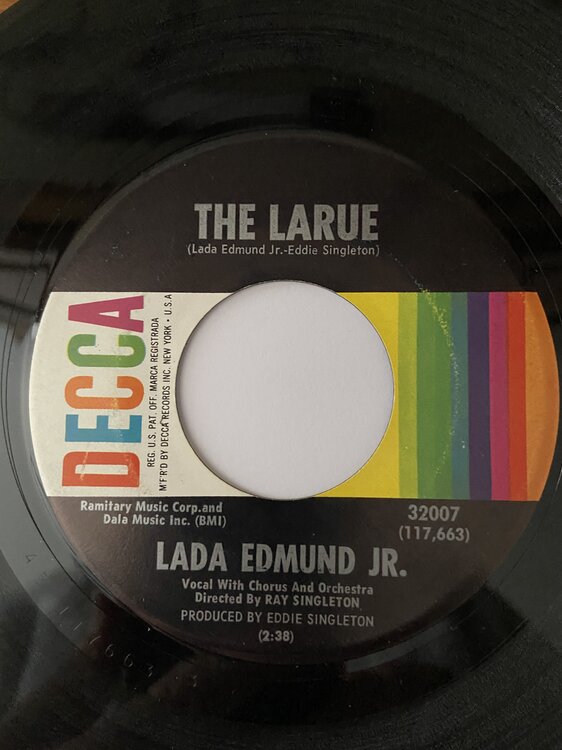 THE LARUE
(Lada Edmund Jr.-Eddie Singleton)
DECCA
REG. U.S. PAT. OFF. MARCA REGISTRADA
M'F'R'D BY DECCA RECORDS INC. NEW YORK • U.S.A
Ramitary Music Corp.and
Dala Music Inc. (BMI)
32007
(117,663)
LADA EDMUND JR.
Vocal With Chorus And Orchestra
Directed By RAY SINGLETON
PRODUCED BY EDDIE SINGLETON
(2:38)